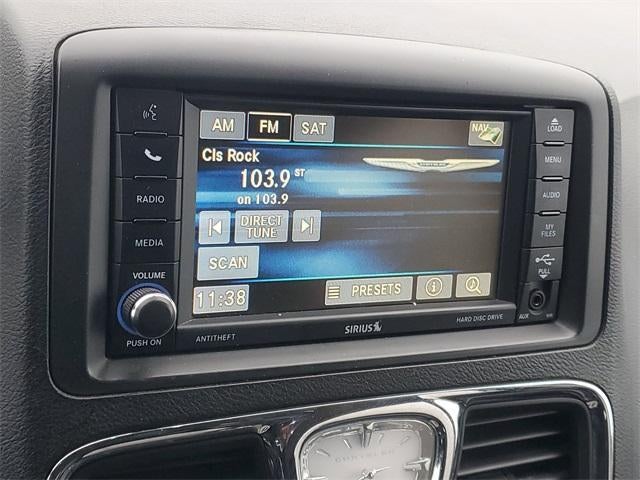 AM FM SAT NAV
Cls Rock
103.9 ST
on 103.9
DIRECT
TUNE
SCAN
11:38 PRESETS
RADIO
MEDIA
VOLUME
PUSH ON
LOAD
MENU
AUDIO
MY
FILES
PULL
AUX
ANTITHEFT
SIRIUS
HARD DISC DRIVE
CHRYSLER